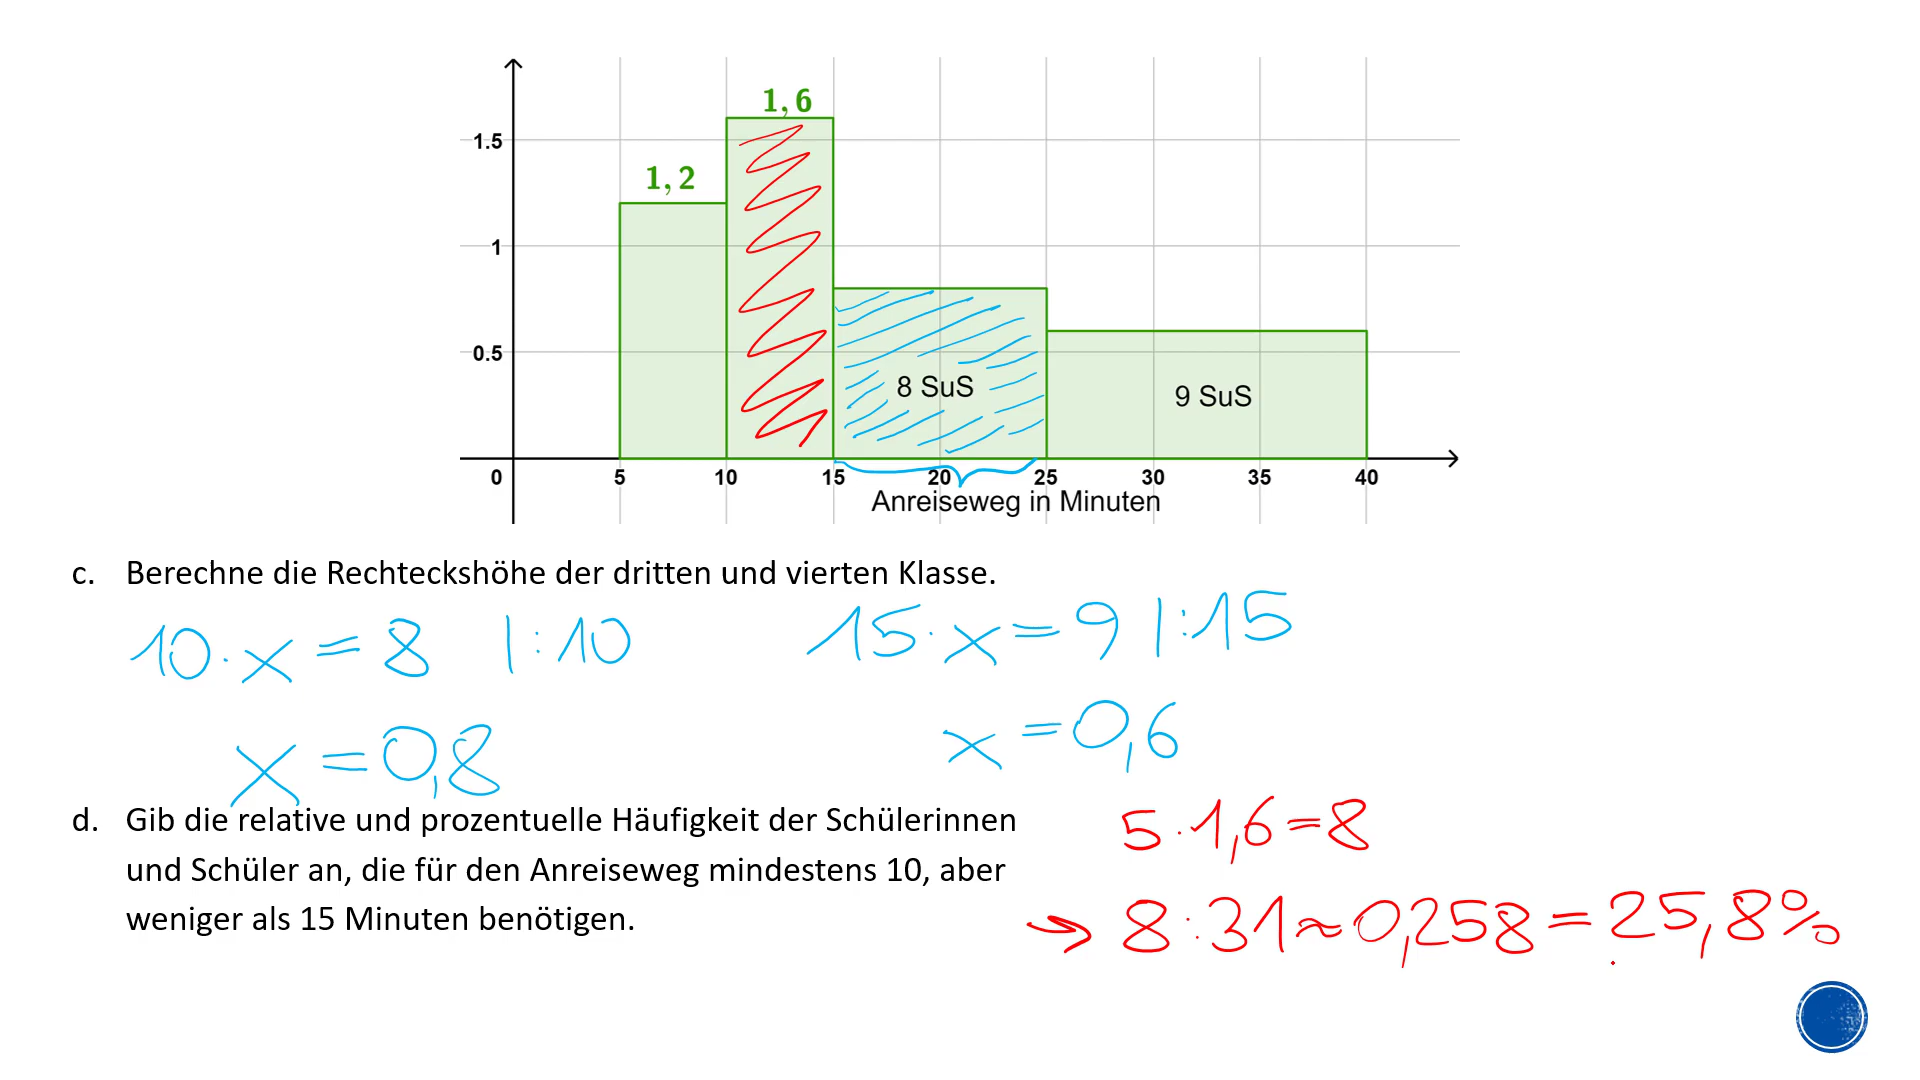 1,6
1.5
1,2
1
0.5
8 SuS
9 SuS
0 5 10 15 20 25 30 35 40
Anreiseweg in Minuten
c. Berechne die Rechteckshöhe der dritten und vierten Klasse.
10·x=8 |:10
15·x=9 |:15
x=0,8
x=0,6
d. Gib die relative und prozentuelle Häufigkeit der Schülerinnen
und Schüler an, die für den Anreiseweg mindestens 10, aber
weniger als 15 Minuten benötigen.
5·1,6=8
→ 8:31≈0,258=25,8%